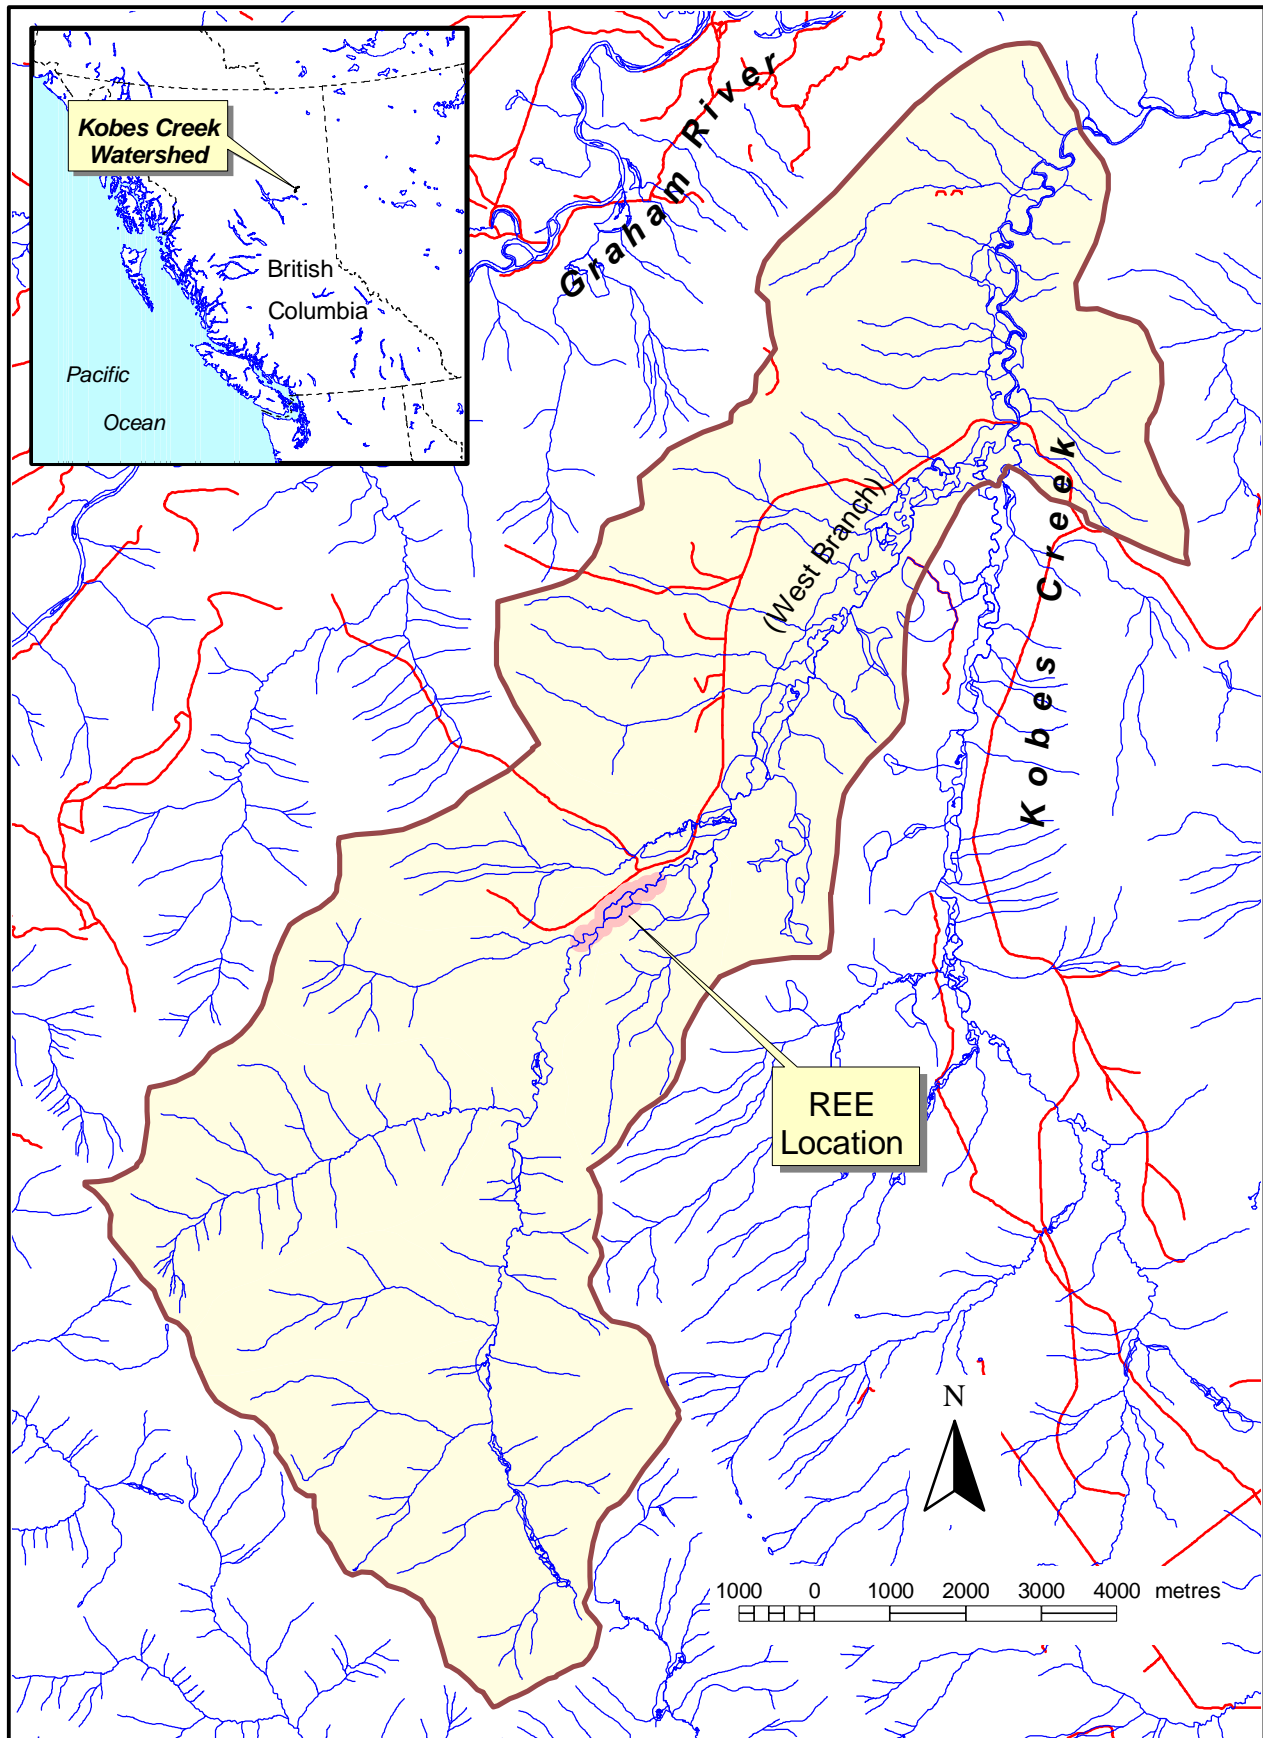 Kobes Creek
Watershed
British
Columbia
Pacific
Ocean
Graham River
(West Branch)
Kobes Creek
REE
Location
N
1000 0 1000 2000 3000 4000 metres